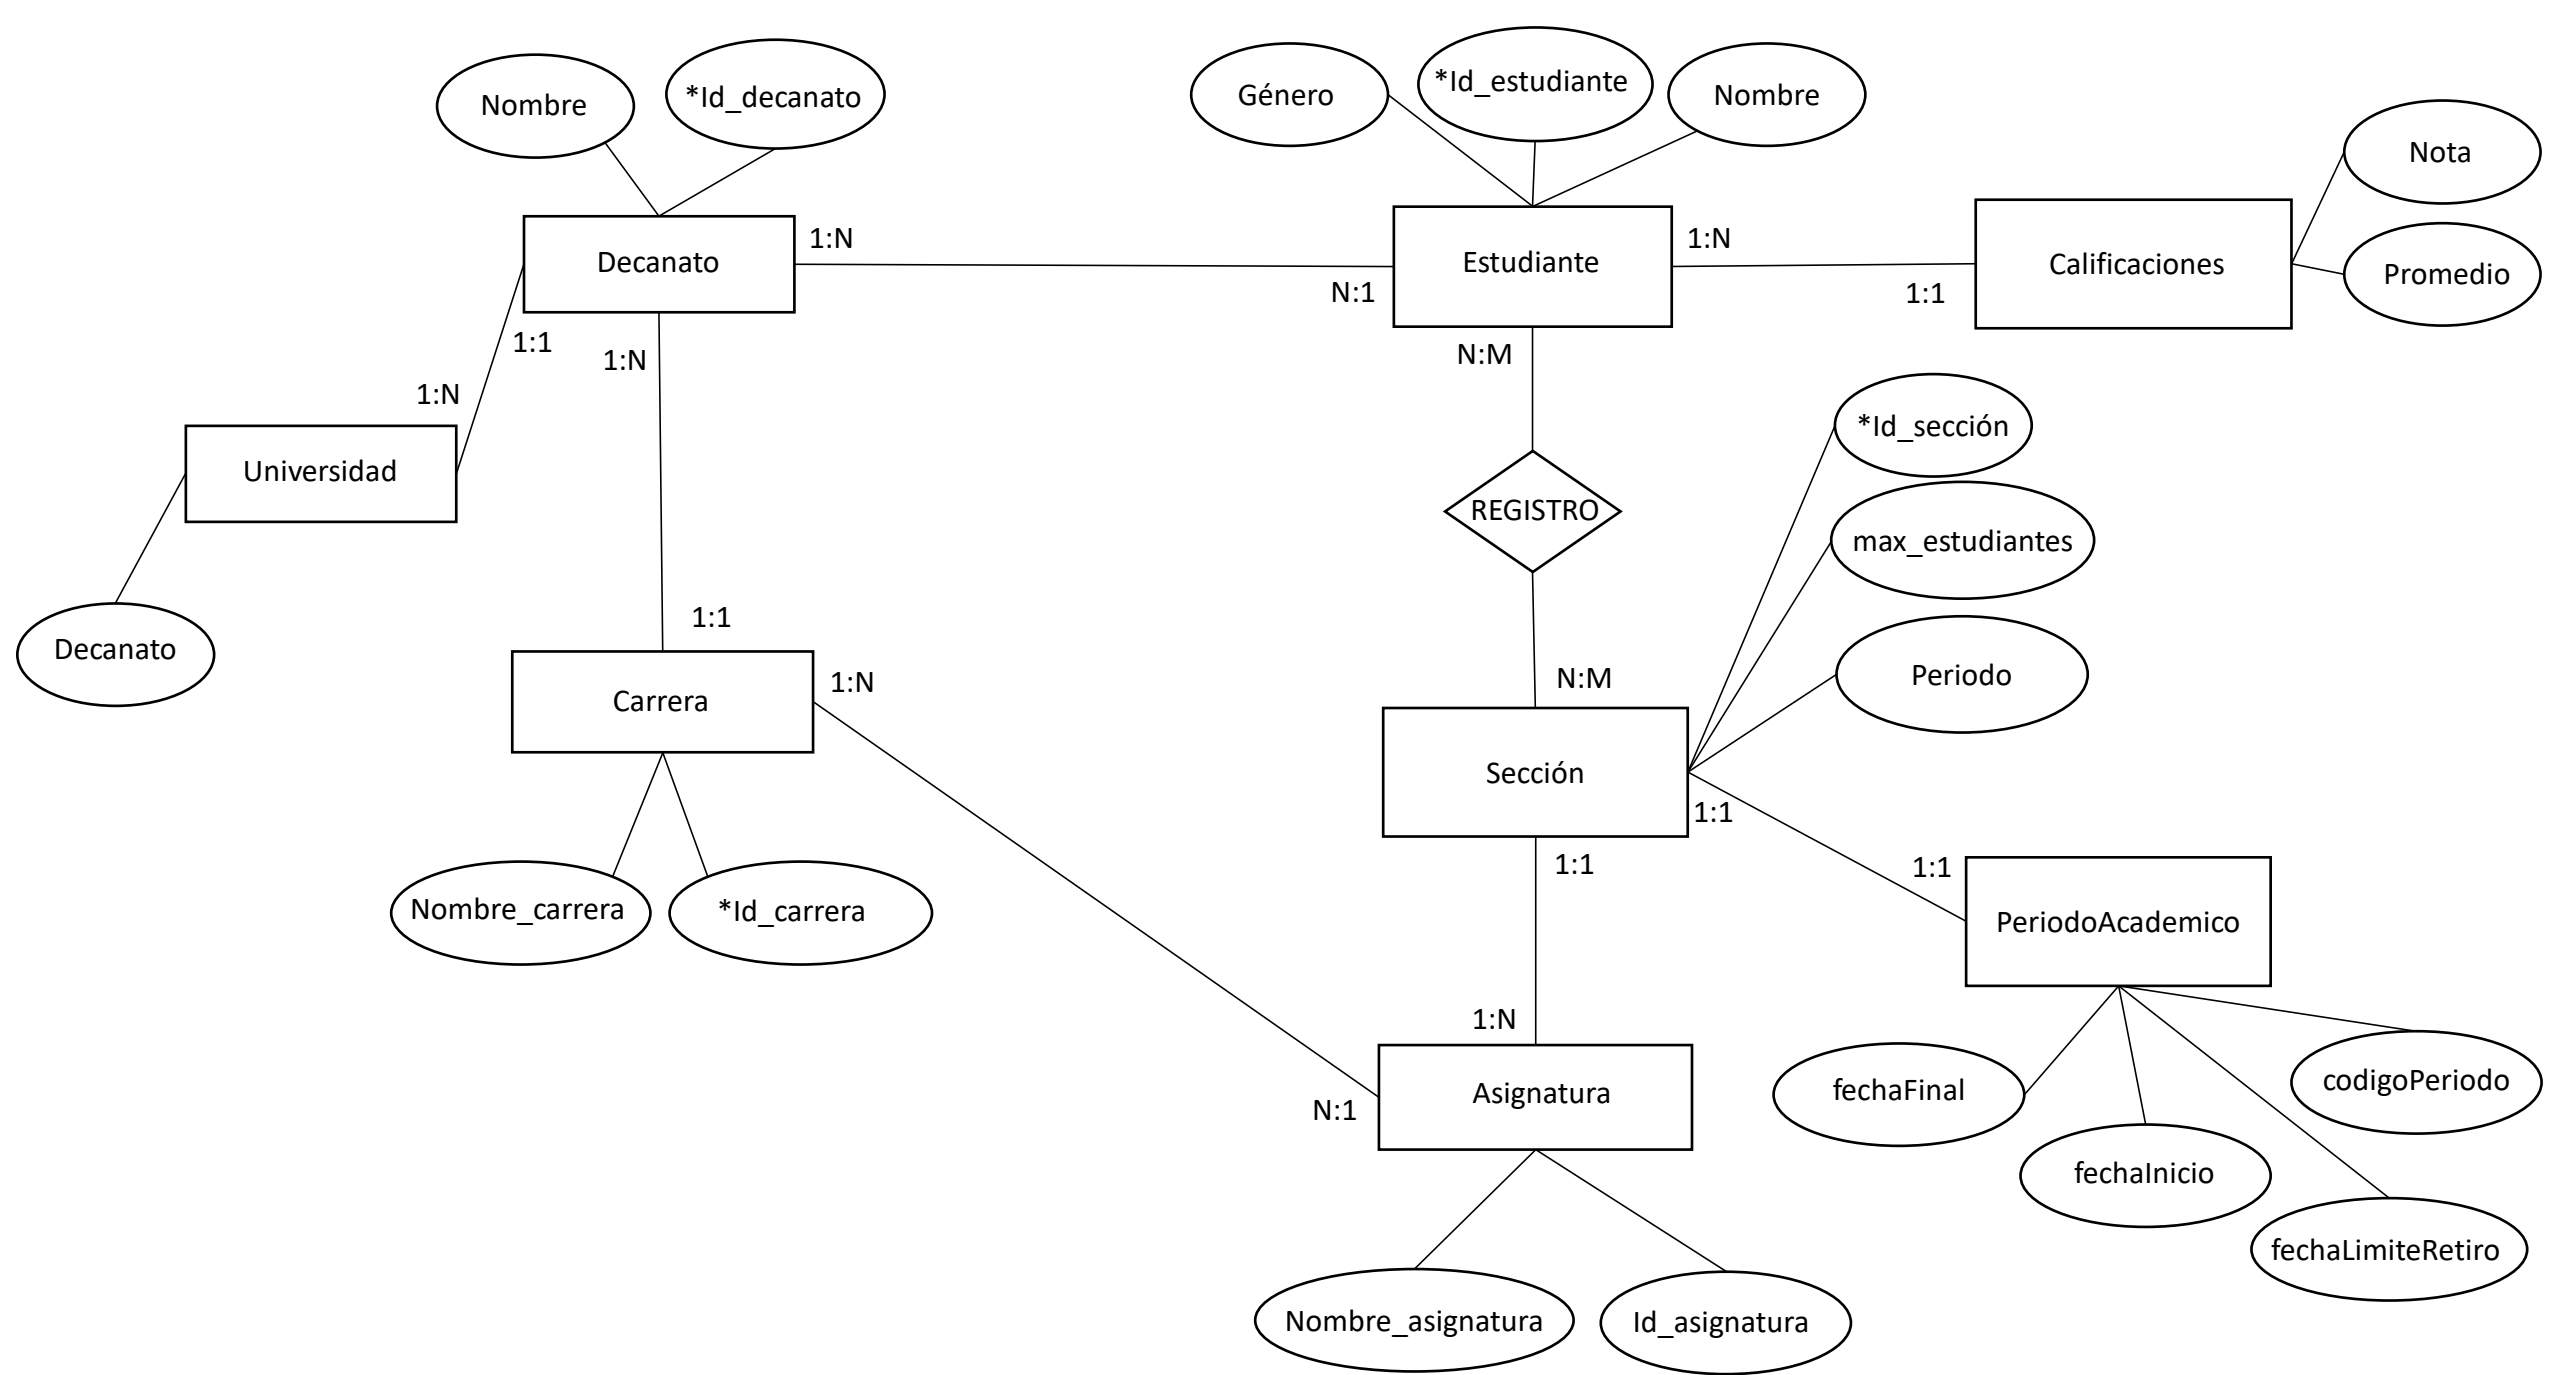 Nombre
*Id_decanato
Género
*Id_estudiante
Nombre
Nota
Decanato
1:N
N:1
Estudiante
1:N
1:1
Calificaciones
Promedio
1:1
1:N
N:M
1:N
*Id_sección
Universidad
REGISTRO
max_estudiantes
Decanato
1:1
1:N
N:M
Periodo
Carrera
Sección
1:1
1:1
1:1
Nombre_carrera
*Id_carrera
PeriodoAcademico
1:N
N:1
Asignatura
fechaFinal
codigoPeriodo
fechaInicio
fechaLimiteRetiro
Nombre_asignatura
Id_asignatura